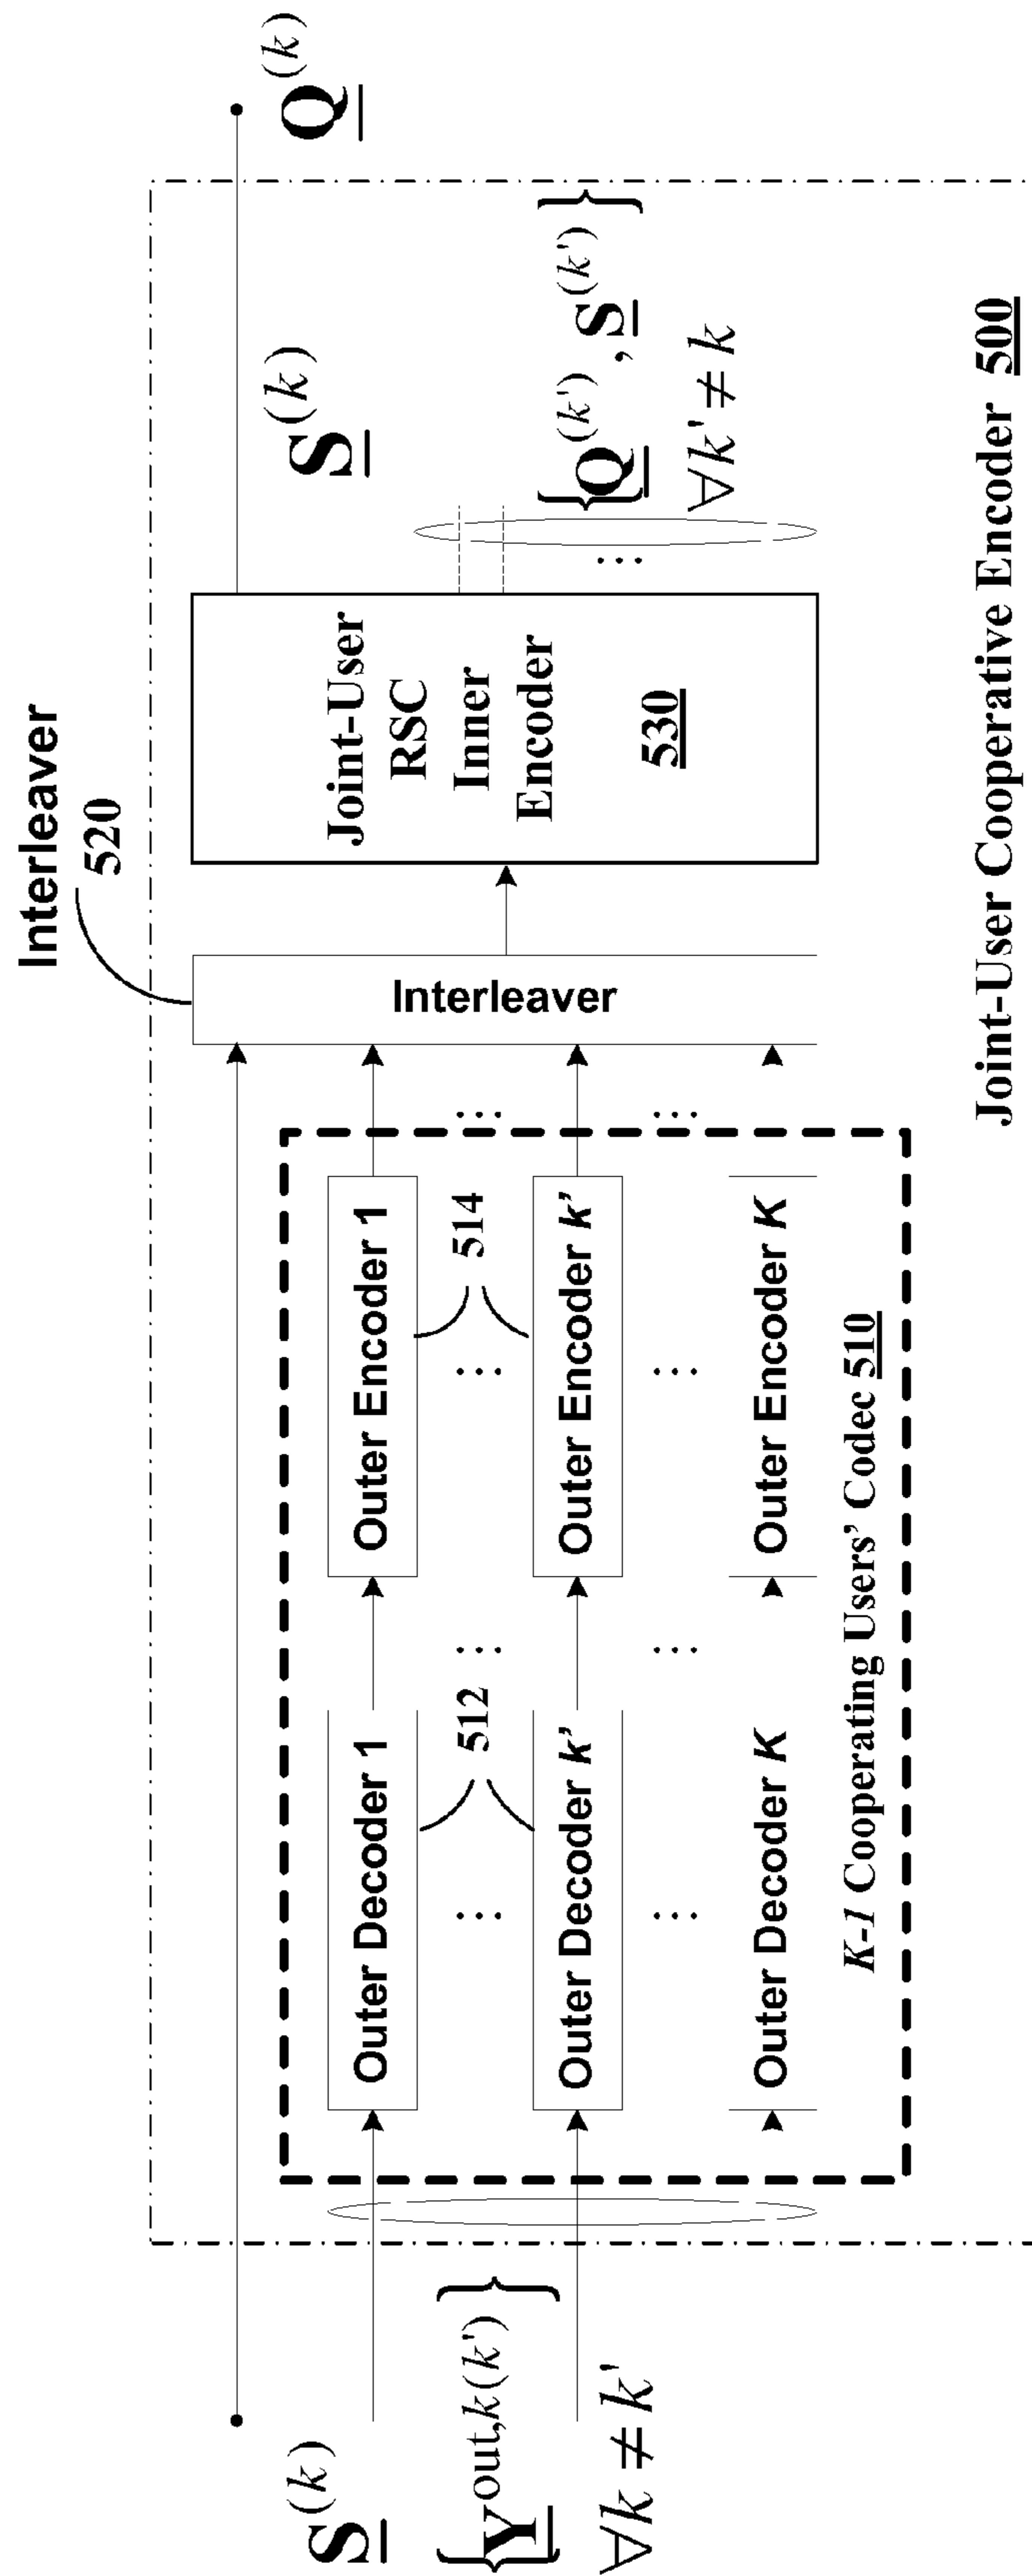 Interleaver
520
S^(k)
{Y^out,k(k')}
∀k ≠ k'
Outer Decoder 1
512
Outer Decoder k'
Outer Decoder K
Outer Encoder 1
514
Outer Encoder k'
Outer Encoder K
K-1 Cooperating Users' Codec 510
Interleaver
Joint-User
RSC
Inner
Encoder
530
S^(k)
{Q^(k'), S^(k')}
∀k' ≠ k
Q^(k)
Joint-User Cooperative Encoder 500